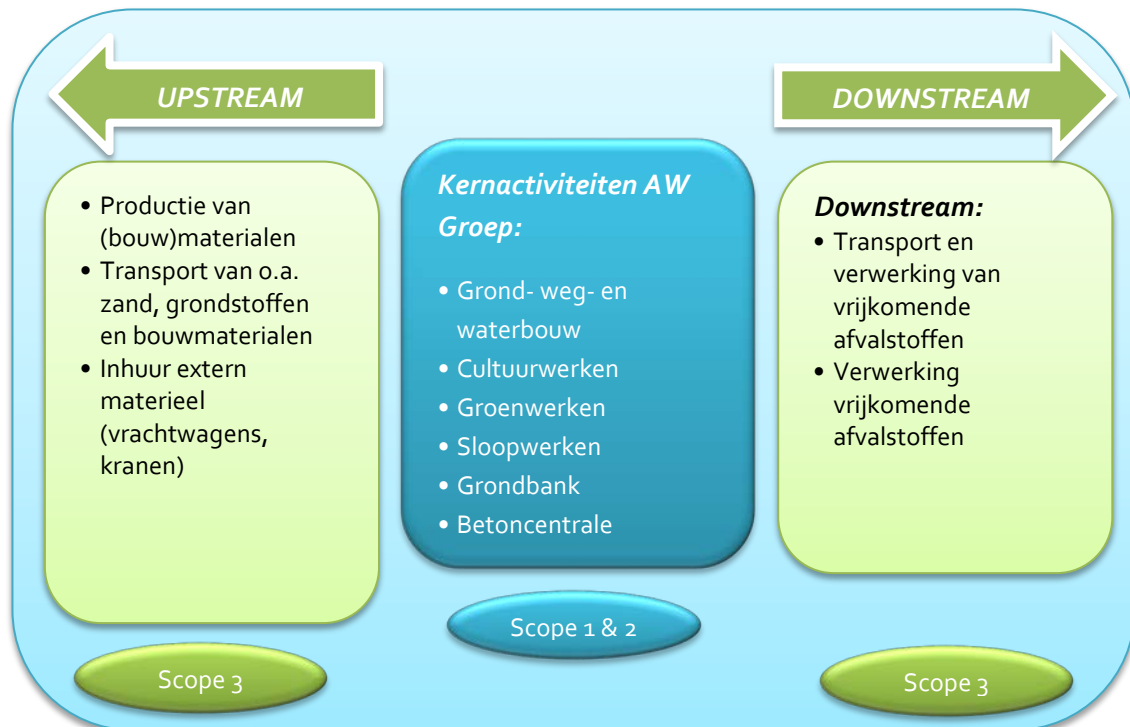 UPSTREAM
• Productie van
(bouw)materialen
• Transport van o.a.
zand, grondstoffen
en bouwmaterialen
• Inhuur extern
materieel
(vrachtwagens,
kranen)
Scope 3
Kernactiviteiten AW
Groep:
• Grond- weg- en
waterbouw
• Cultuurwerken
• Groenwerken
• Sloopwerken
• Grondbank
• Betoncentrale
Scope 1 & 2
DOWNSTREAM
Downstream:
• Transport en
verwerking van
vrijkomende
afvalstoffen
• Verwerking
vrijkomende
afvalstoffen
Scope 3